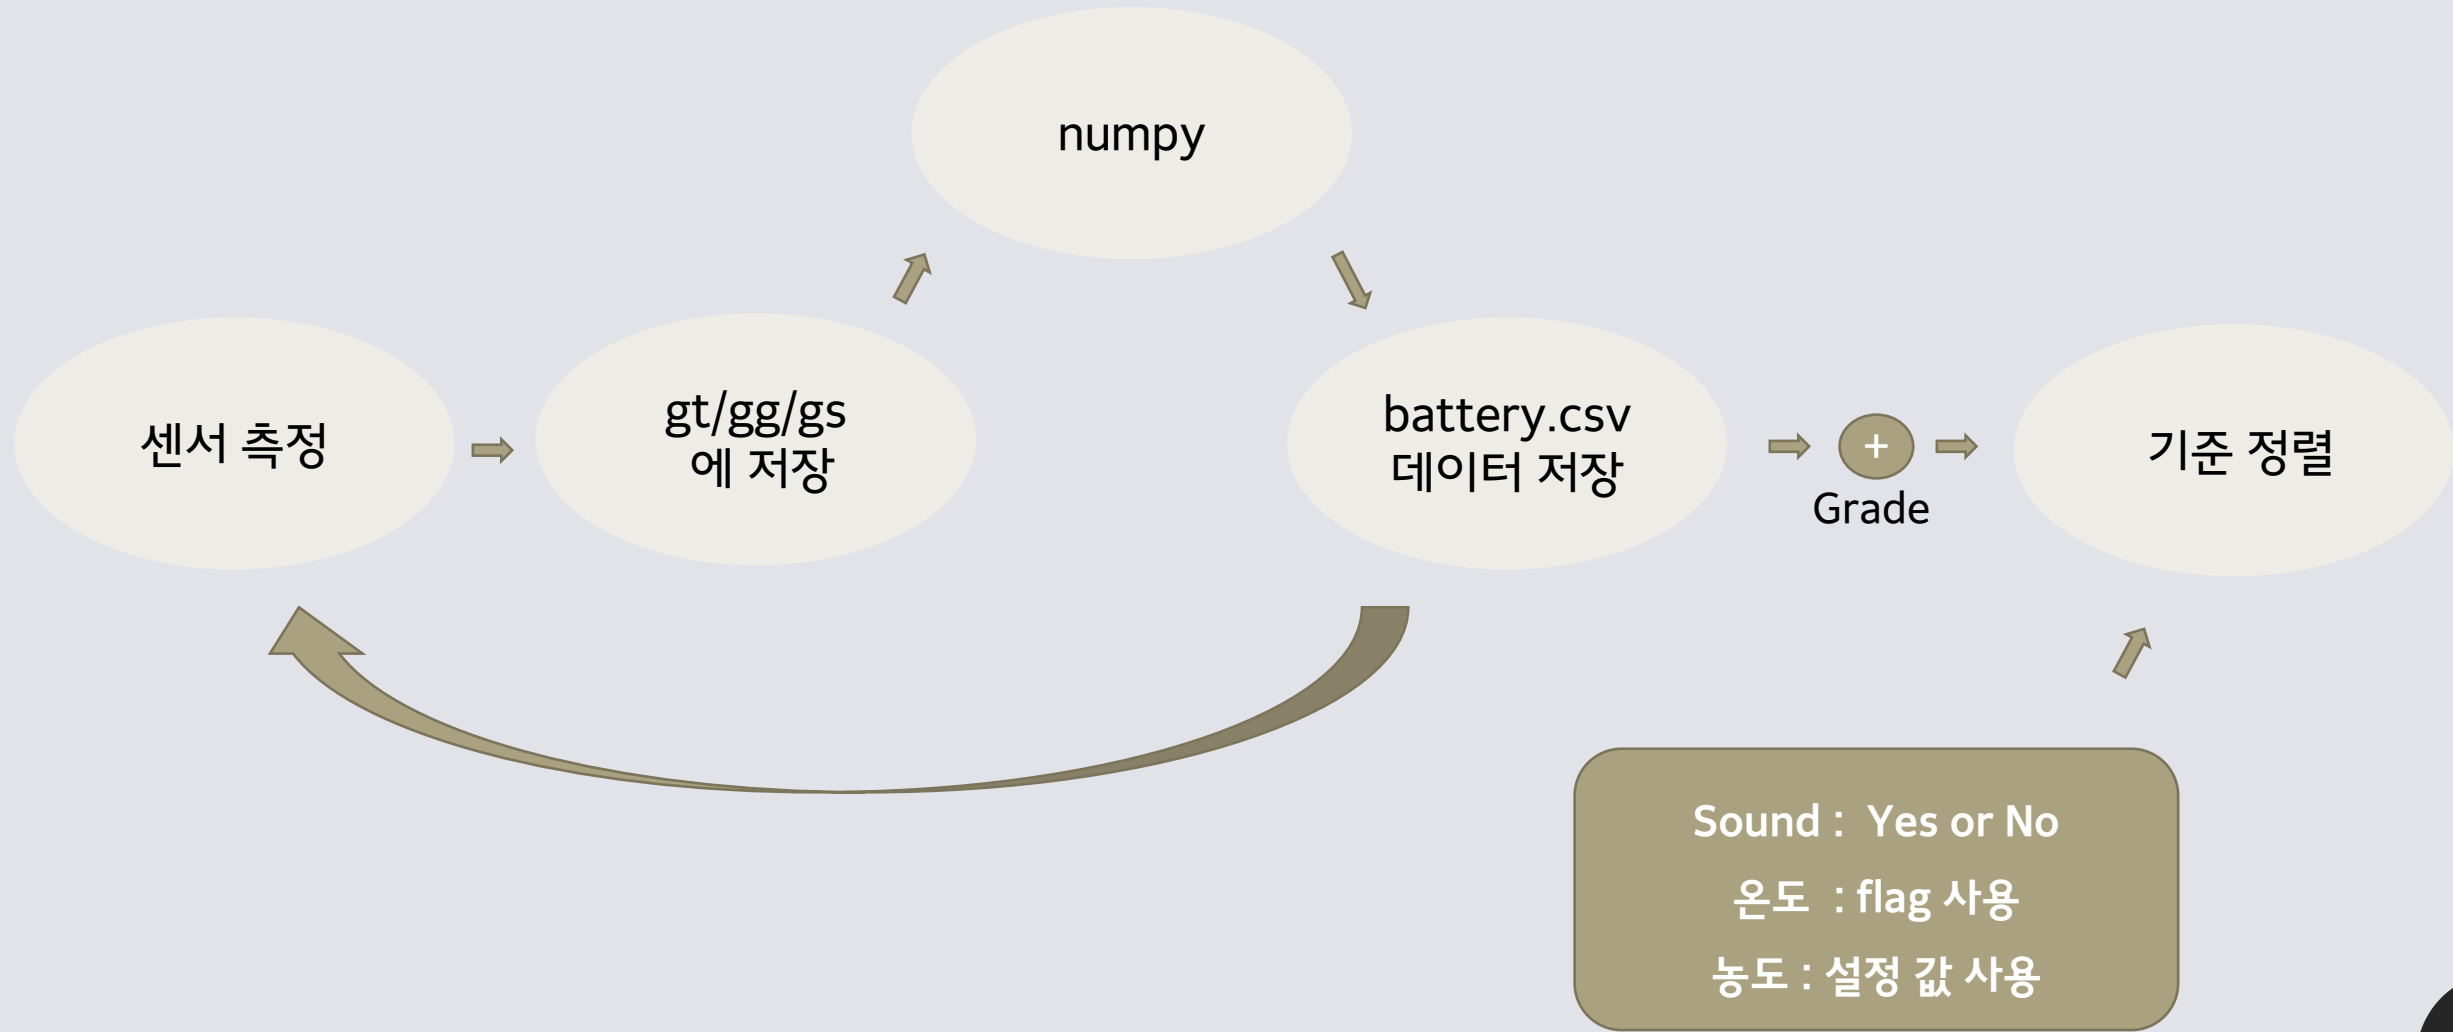 numpy
센서 측정
gt/gg/gs
에 저장
battery.csv
데이터 저장
+
Grade
기준 정렬
Sound : Yes or No
온도 : flag 사용
농도 : 설정 값 사용